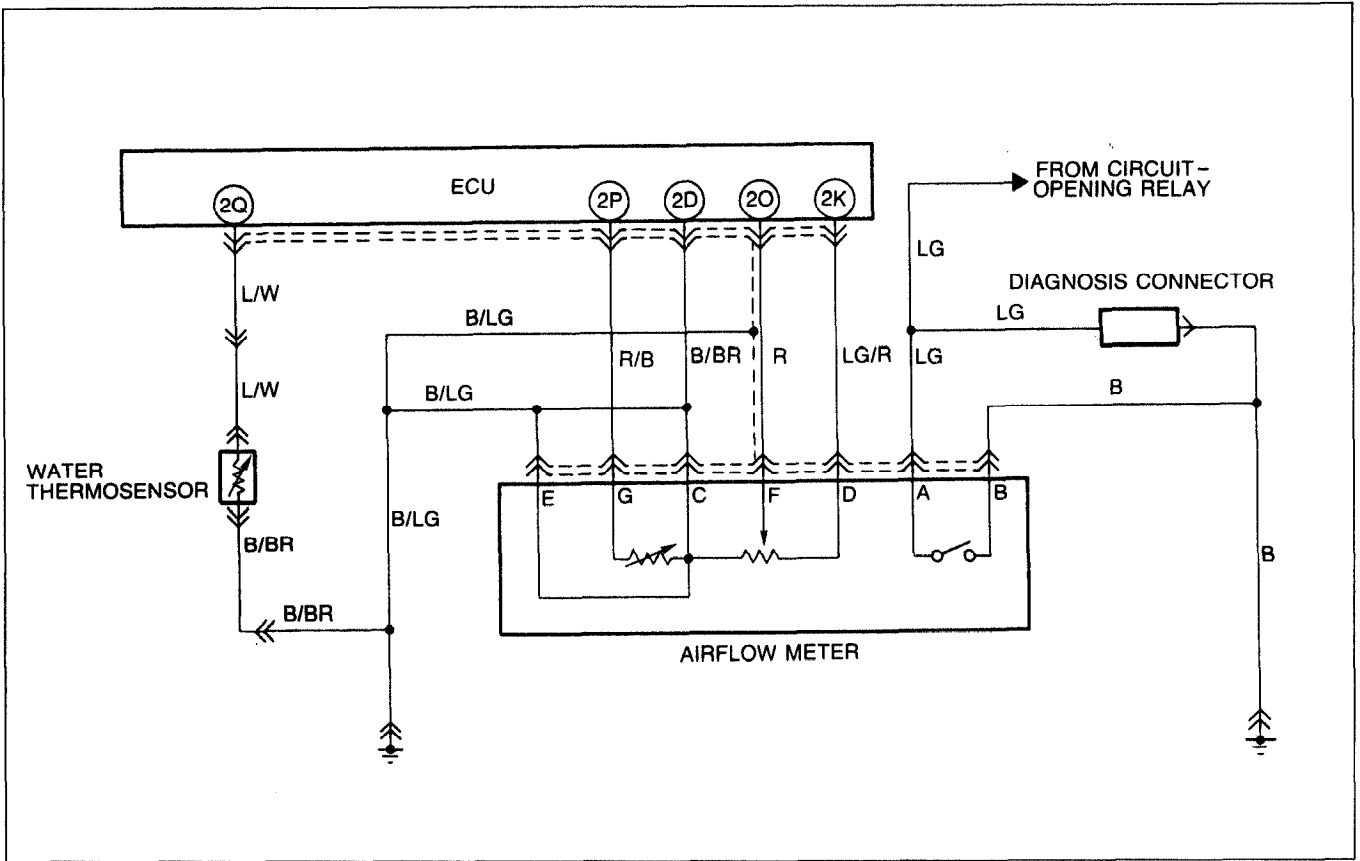 ECU
2Q
2P
2D
2O
2K
FROM CIRCUIT-
OPENING RELAY
LG
DIAGNOSIS CONNECTOR
L/W
B/LG
LG
R/B
B/BR
R
LG/R
LG
L/W
B/LG
B
WATER
THERMOSENSOR
E
G
C
F
D
A
B
B/LG
B/BR
B
B/BR
AIRFLOW METER